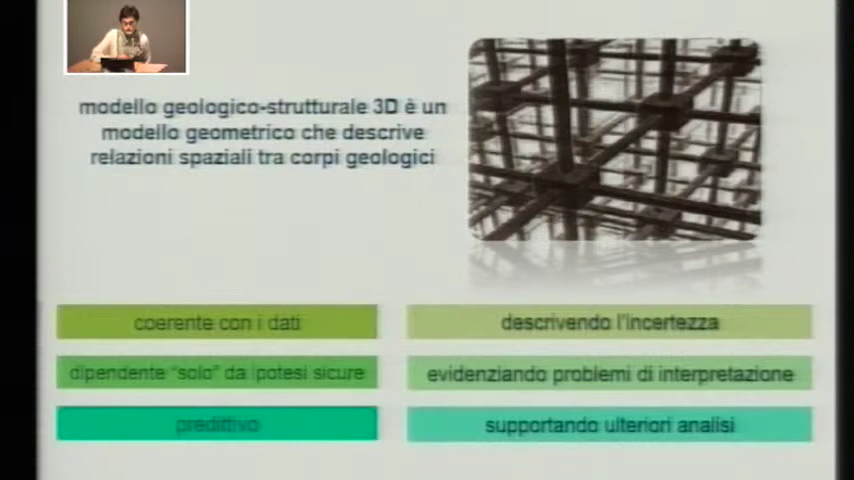 modello geologico-strutturale 3D è un
modello geometrico che descrive
relazioni spaziali tra corpi geologici
coerente con i dati
descrivendo l'incertezza
dipendente "solo" da ipotesi sicure
evidenziando problemi di interpretazione
predittivo
supportando ulteriori analisi